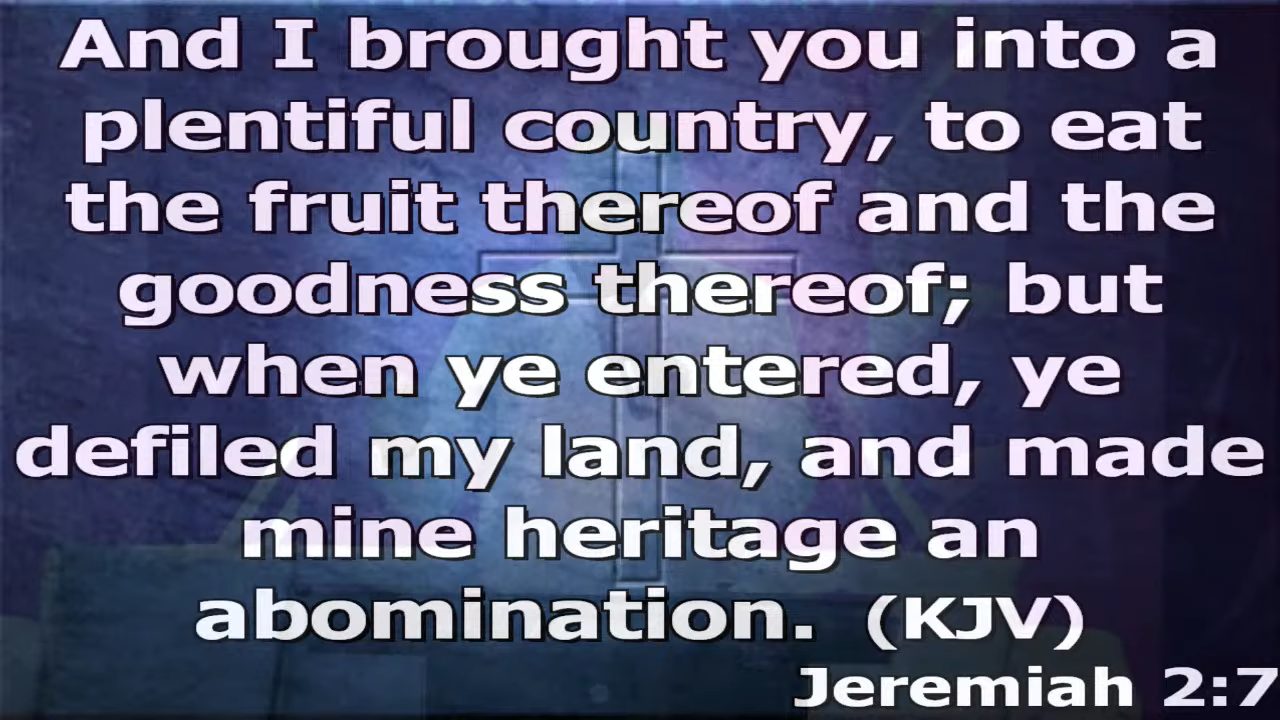 And I brought you into a
plentiful country, to eat
the fruit thereof and the
goodness thereof; but
when ye entered, ye
defiled my land, and made
mine heritage an
abomination. (KJV)
Jeremiah 2:7